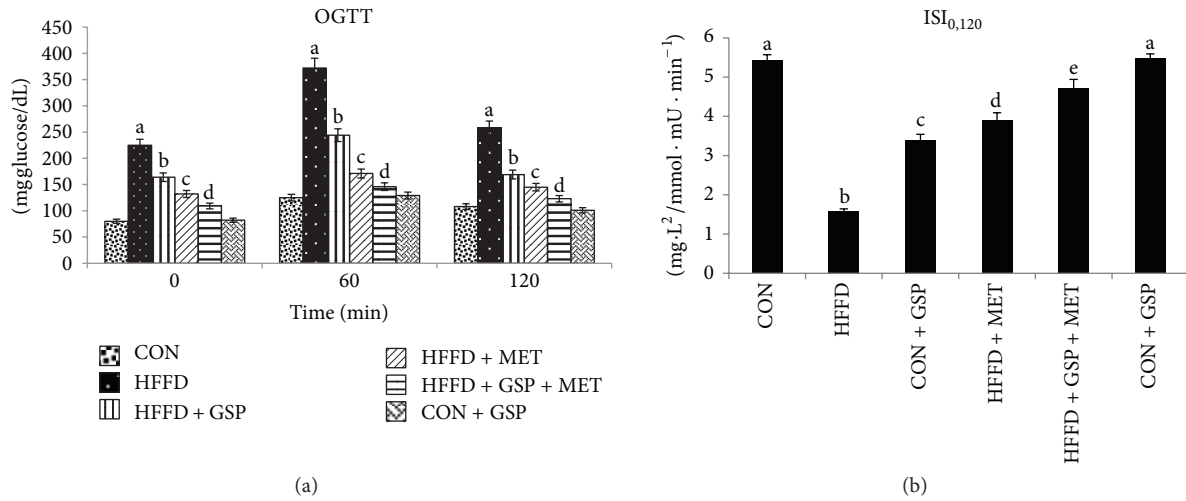 OGTT
(mgglucose/dL)
450
400
350
300
250
200
150
100
50
0
a
b
c
d
a
b
c
d
a
b
c
d
0
60
120
Time (min)
CON
HFFD
HFFD + GSP
HFFD + MET
HFFD + GSP + MET
CON + GSP
(a)
ISI0,120
(mg·L²/mmol · mU · min⁻¹)
6
5
4
3
2
1
0
a
b
c
d
e
a
CON
HFFD
CON + GSP
HFFD + MET
HFFD + GSP + MET
CON + GSP
(b)